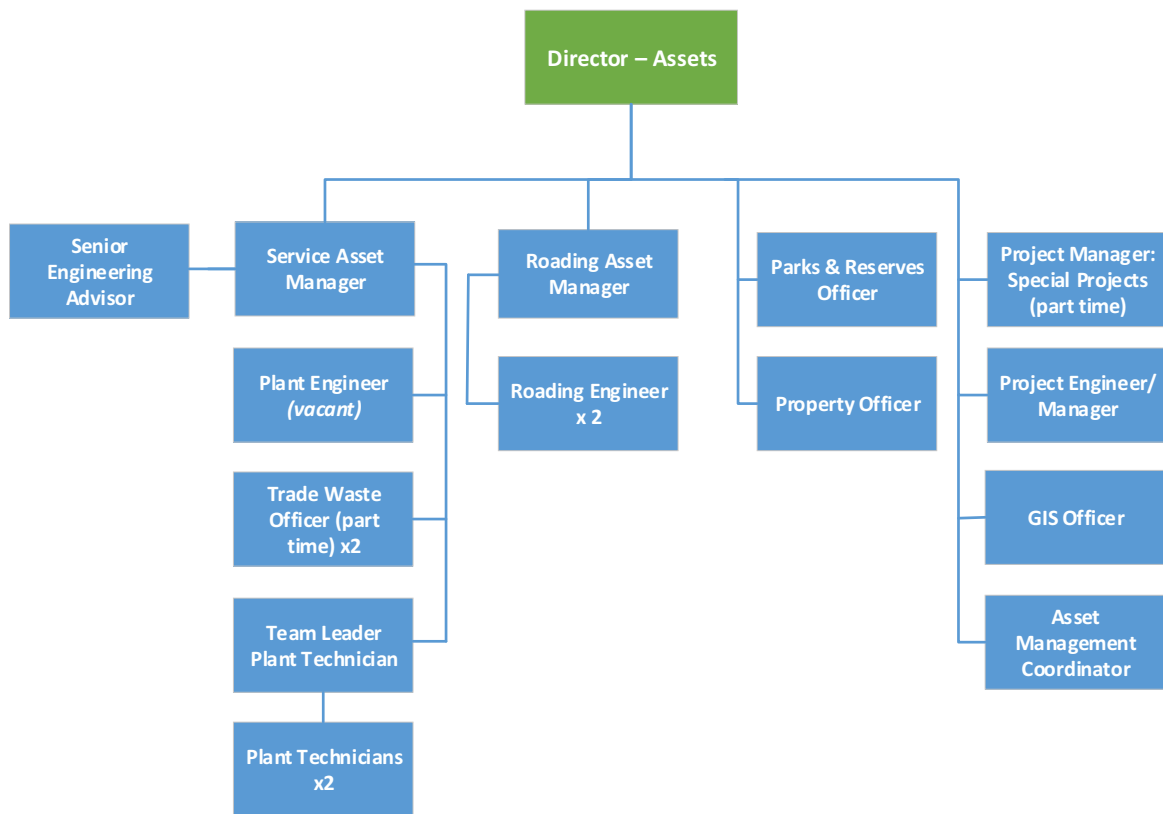 Director – Assets
Senior
Engineering
Advisor
Service Asset
Manager
Roading Asset
Manager
Parks & Reserves
Officer
Project Manager:
Special Projects
(part time)
Plant Engineer
(vacant)
Roading Engineer
x 2
Property Officer
Project Engineer/
Manager
Trade Waste
Officer (part
time) x2
GIS Officer
Team Leader
Plant Technician
Asset
Management
Coordinator
Plant Technicians
x2